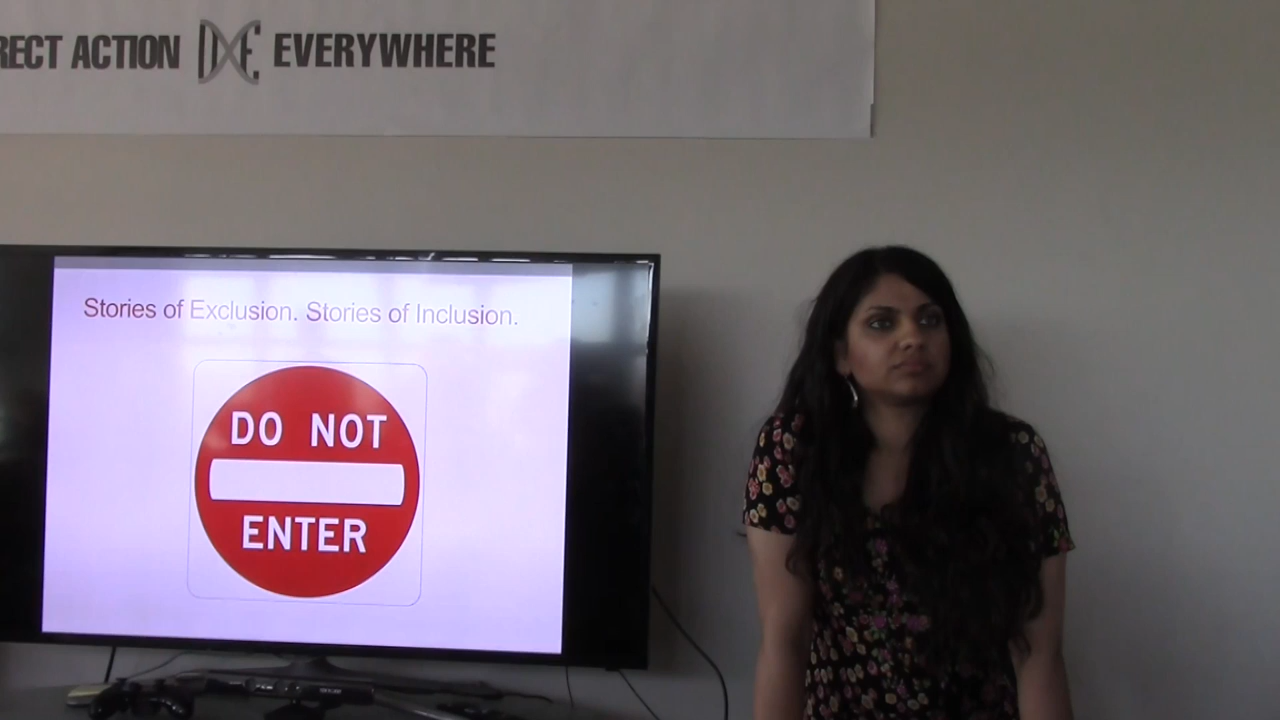 RECT ACTION DXE EVERYWHERE
Stories of Exclusion. Stories of Inclusion.
DO NOT
ENTER